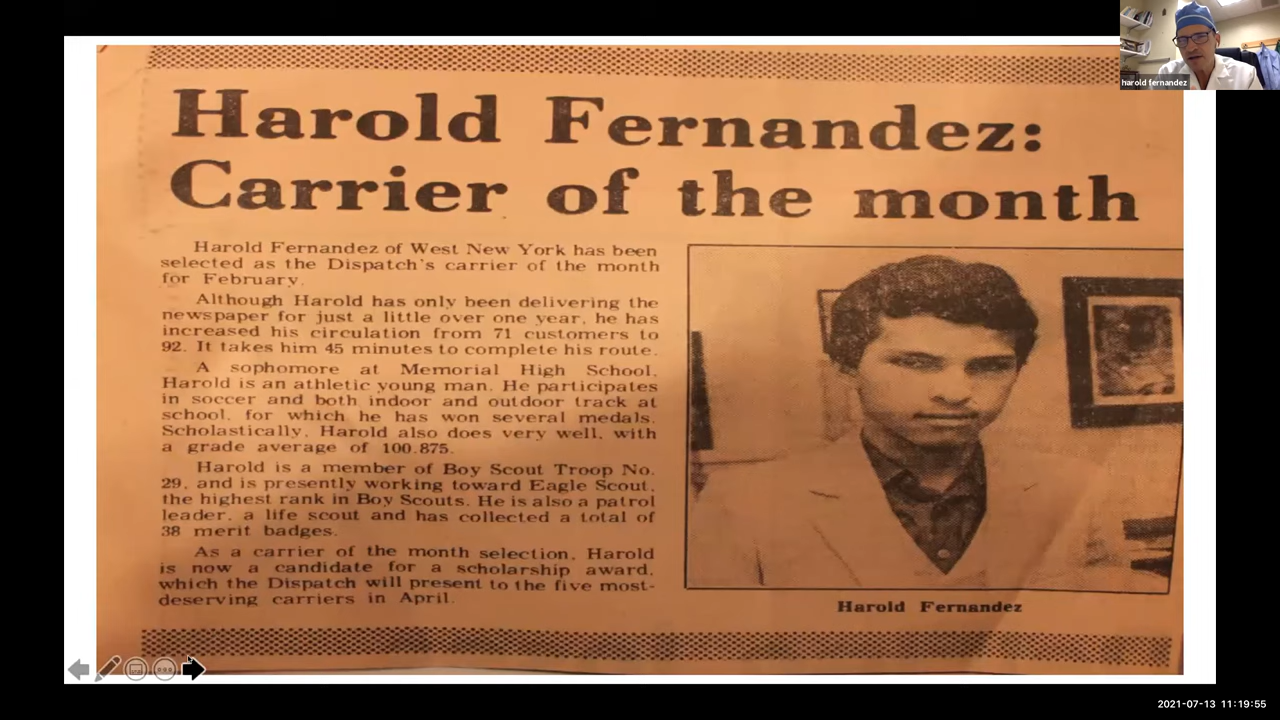 harold fernandez
Harold Fernandez:
Carrier of the month
Harold Fernandez of West New York has been
selected as the Dispatch's carrier of the month
for February.
Although Harold has only been delivering the
newspaper for just a little over one year, he has
increased his circulation from 71 customers to
92. It takes him 45 minutes to complete his route.
A sophomore at Memorial High School,
Harold is an athletic young man. He participates
in soccer and both indoor and outdoor track at
school, for which he has won several medals.
Scholastically, Harold also does very well, with
a grade average of 100.875.
Harold is a member of Boy Scout Troop No.
29, and is presently working toward Eagle Scout,
the highest rank in Boy Scouts. He is also a patrol
leader, a life scout and has collected a total of
38 merit badges.
As a carrier of the month selection, Harold
is now a candidate for a scholarship award,
which the Dispatch will present to the five most-
deserving carriers in April.
Harold Fernandez
2021-07-13 11:19:55